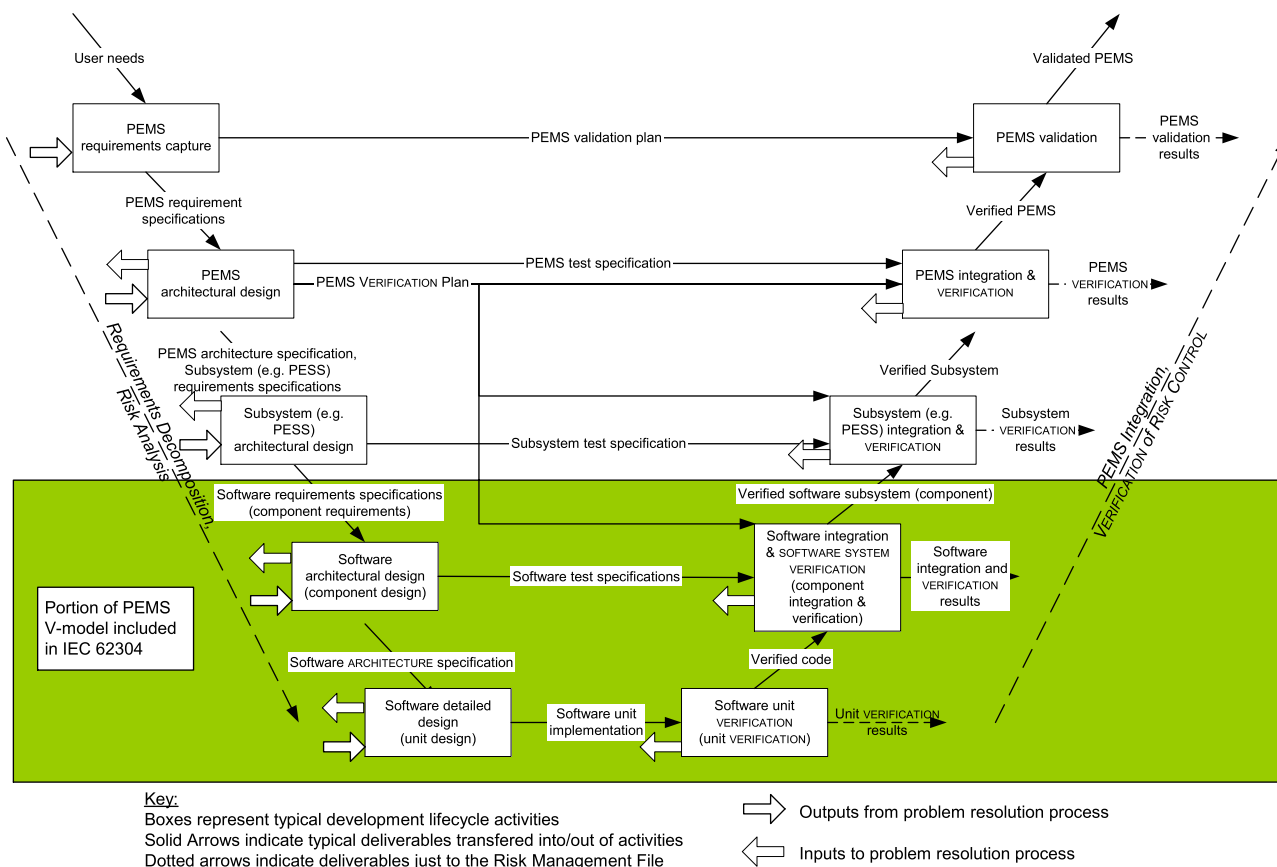 User needs
Validated PEMS
PEMS
requirements capture
PEMS validation plan
PEMS validation
PEMS
validation
results
PEMS requirement
specifications
Verified PEMS
PEMS
architectural design
PEMS test specification
PEMS VERIFICATION Plan
PEMS integration &
VERIFICATION
PEMS
VERIFICATION
results
Requirements Decomposition,
Risk Analysis
PEMS Integration,
VERIFICATION of RISK CONTROL
PEMS architecture specification,
Subsystem (e.g. PESS)
requirements specifications
Verified Subsystem
Subsystem (e.g.
PESS)
architectural design
Subsystem test specification
Subsystem (e.g.
PESS) integration &
VERIFICATION
Subsystem
VERIFICATION
results
Software requirements specifications
(component requirements)
Verified software subsystem (component)
Software
architectural design
(component design)
Software test specifications
Software integration
& SOFTWARE SYSTEM
VERIFICATION
(component
integration &
verification)
Software
integration and
VERIFICATION
results
Portion of PEMS
V-model included
in IEC 62304
Software ARCHITECTURE specification
Verified code
Software detailed
design
(unit design)
Software unit
implementation
Software unit
VERIFICATION
(unit VERIFICATION)
Unit VERIFICATION
results
Key:
Boxes represent typical development lifecycle activities
Solid Arrows indicate typical deliverables transfered into/out of activities
Dotted arrows indicate deliverables just to the Risk Management File
Outputs from problem resolution process
Inputs to problem resolution process